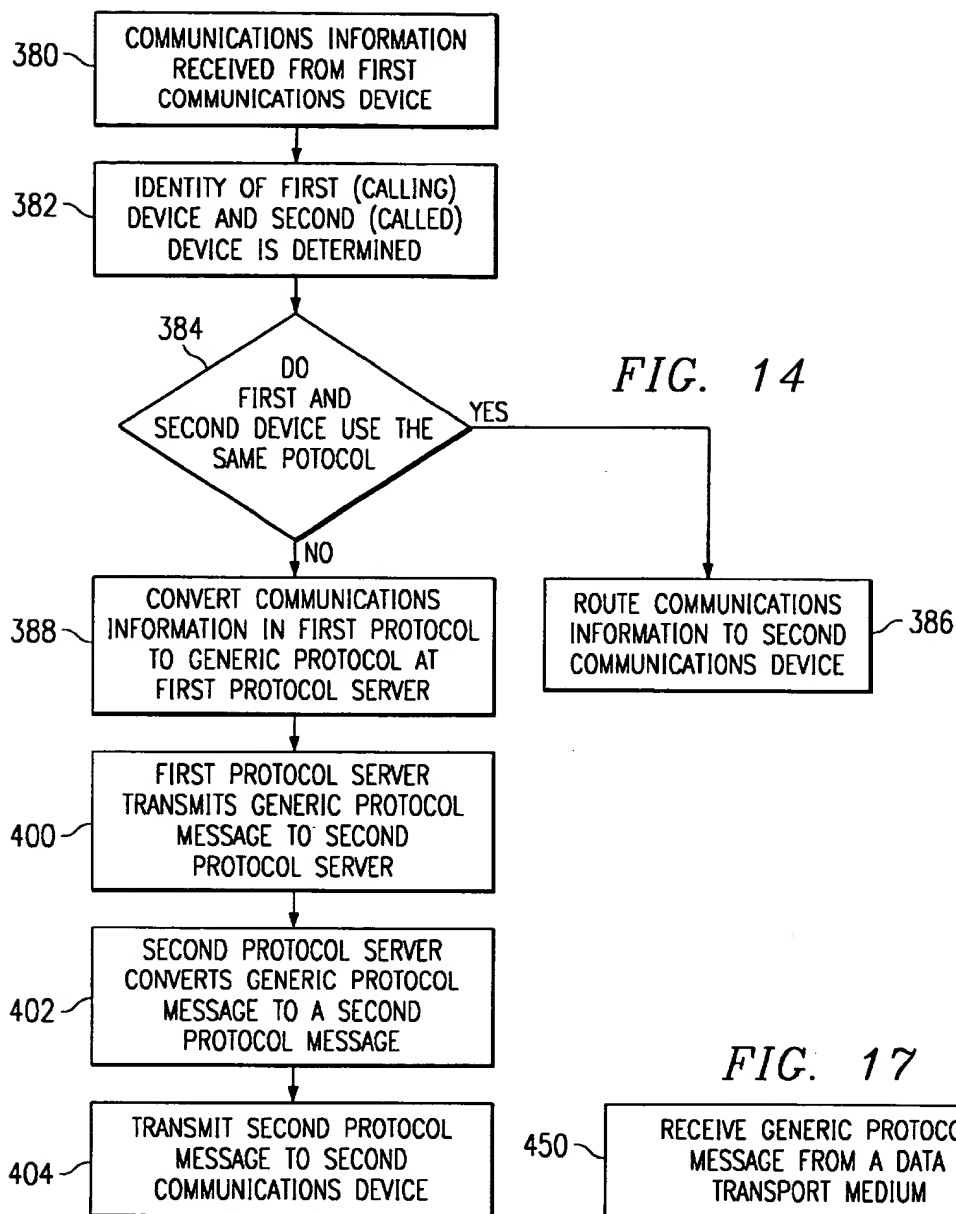 380
COMMUNICATIONS INFORMATION
RECEIVED FROM FIRST
COMMUNICATIONS DEVICE
382
IDENTITY OF FIRST (CALLING)
DEVICE AND SECOND (CALLED)
DEVICE IS DETERMINED
384
DO
FIRST AND
SECOND DEVICE USE THE
SAME POTOCOL
FIG. 14
YES
NO
388
CONVERT COMMUNICATIONS
INFORMATION IN FIRST PROTOCOL
TO GENERIC PROTOCOL AT
FIRST PROTOCOL SERVER
ROUTE COMMUNICATIONS
INFORMATION TO SECOND
COMMUNICATIONS DEVICE
386
400
FIRST PROTOCOL SERVER
TRANSMITS GENERIC PROTOCOL
MESSAGE TO SECOND
PROTOCOL SERVER
402
SECOND PROTOCOL SERVER
CONVERTS GENERIC PROTOCOL
MESSAGE TO A SECOND
PROTOCOL MESSAGE
404
TRANSMIT SECOND PROTOCOL
MESSAGE TO SECOND
COMMUNICATIONS DEVICE
FIG. 17
450
RECEIVE GENERIC PROTOCO
MESSAGE FROM A DATA
TRANSPORT MEDIUM